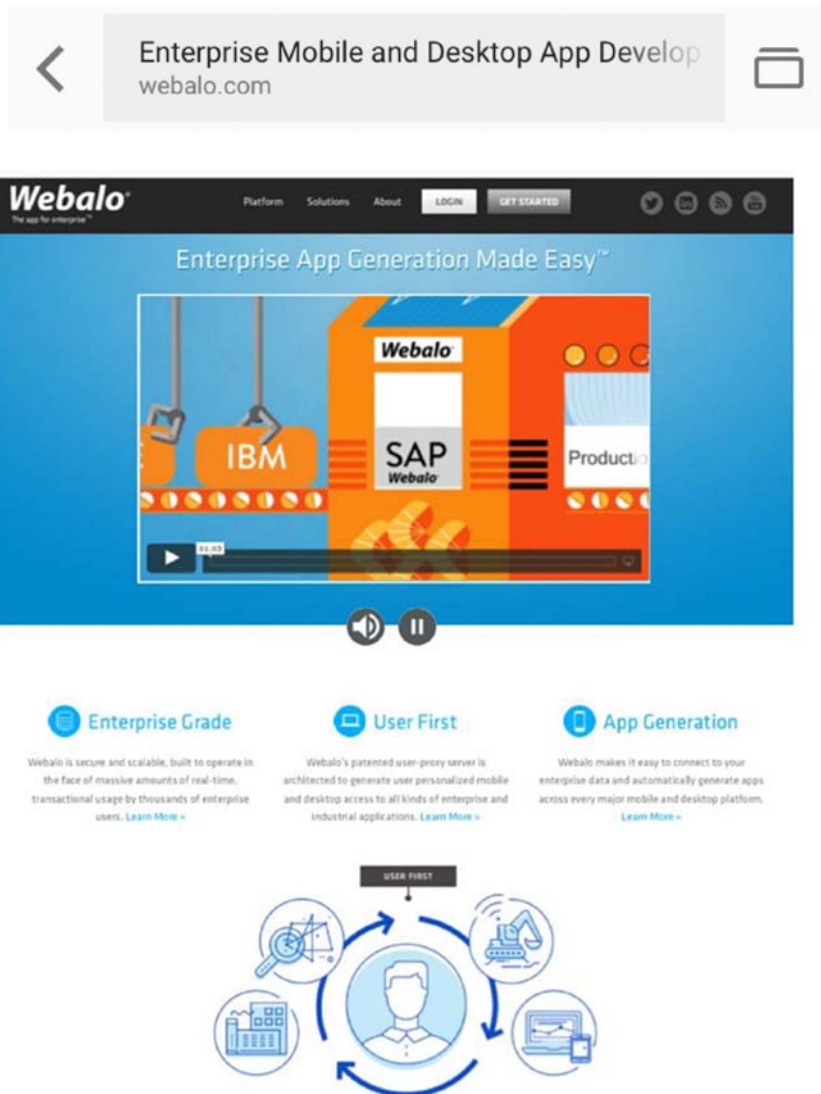 Enterprise Mobile and Desktop App Develop
webalo.com
Webalo
The app for enterprise™
Platform Solutions About LOGIN GET STARTED
Enterprise App Generation Made Easy™
Webalo
IBM
SAP
Webalo
Productio
01:03
Enterprise Grade
Webalo is secure and scalable, built to operate in
the face of massive amounts of real-time,
transactional usage by thousands of enterprise
users. Learn More »
User First
Webalo's patented user-proxy server is
architected to generate user personalized mobile
and desktop access to all kinds of enterprise and
industrial applications. Learn More »
App Generation
Webalo makes it easy to connect to your
enterprise data and automatically generate apps
across every major mobile and desktop platform.
Learn More »
USER FIRST